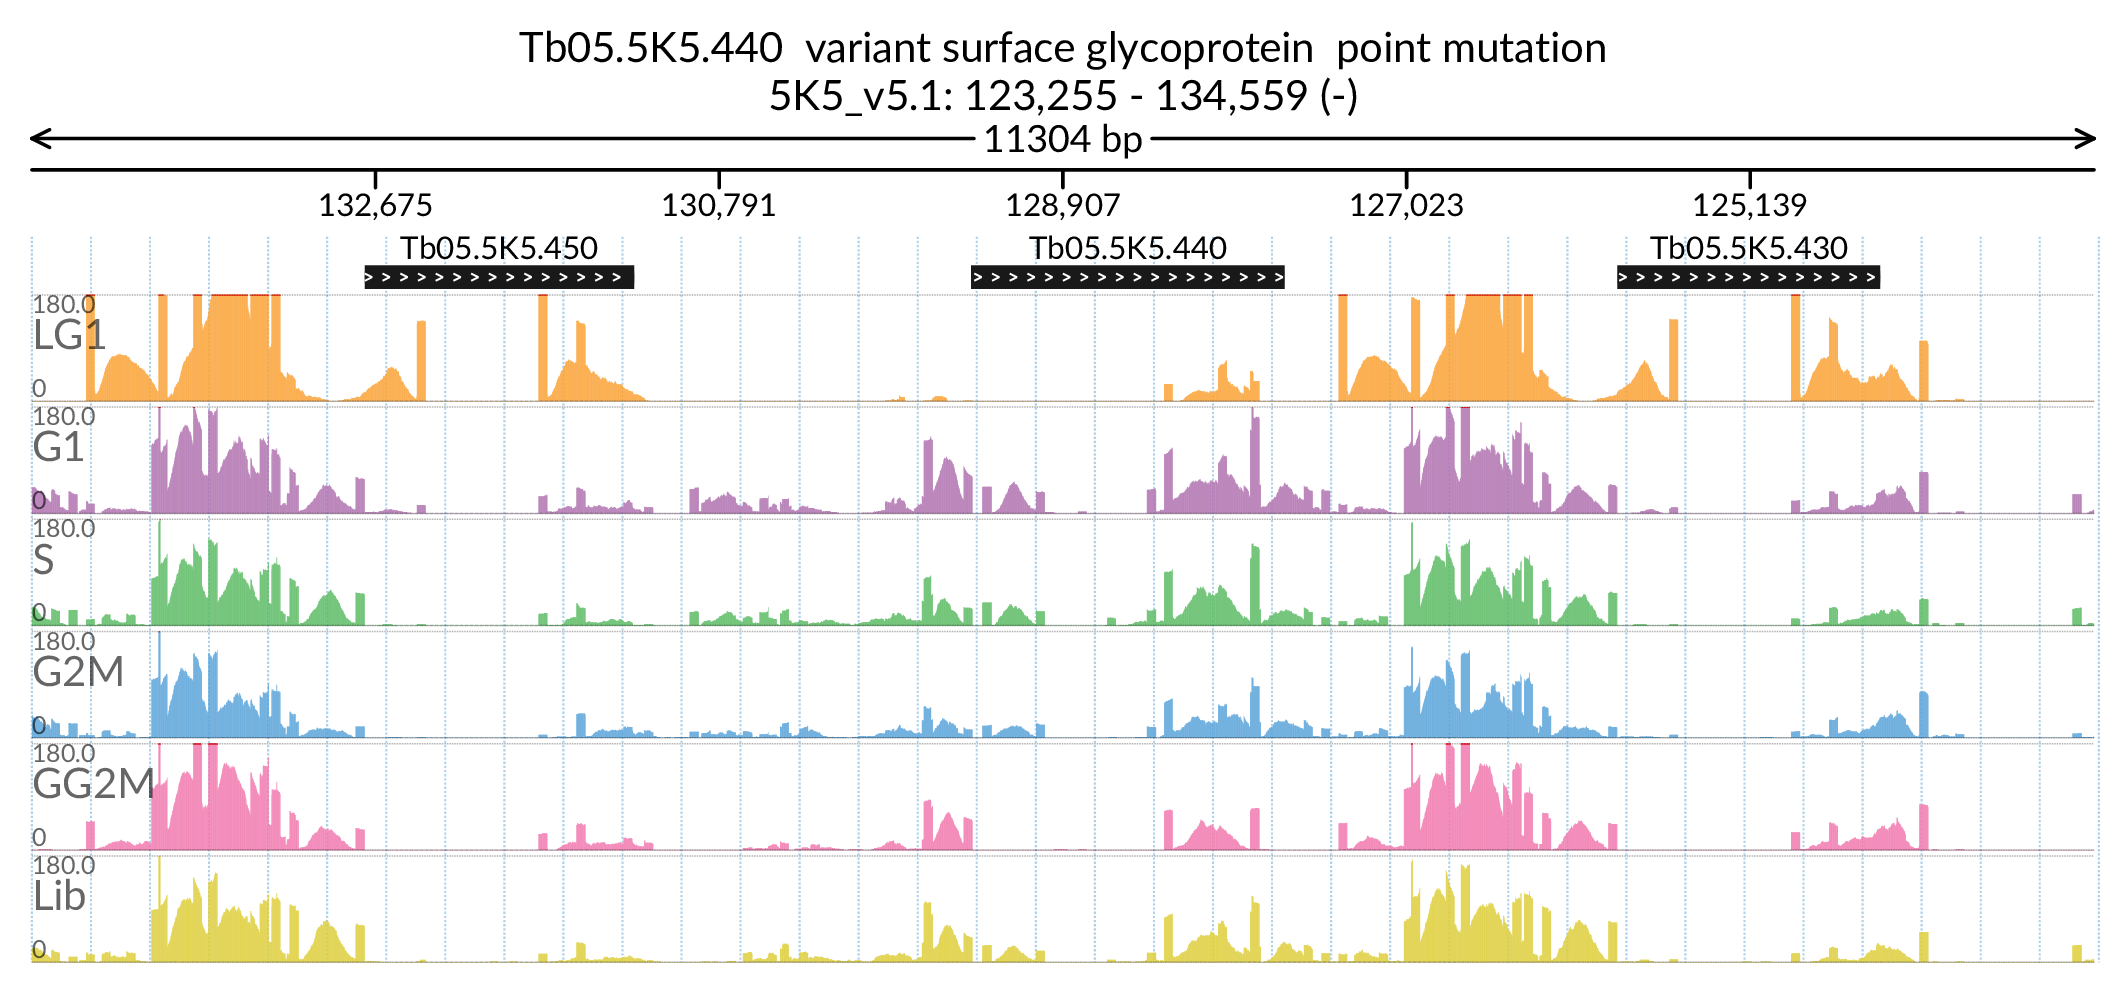 Tb05.5K5.440 variant surface glycoprotein point mutation
5K5_v5.1: 123,255 - 134,559 (-)
11304 bp
132,675 130,791 128,907 127,023 125,139
Tb05.5K5.450 Tb05.5K5.440 Tb05.5K5.430
180.0
LG1
0
180.0
G1
0
180.0
S
0
180.0
G2M
0
180.0
GG2M
0
180.0
Lib
0